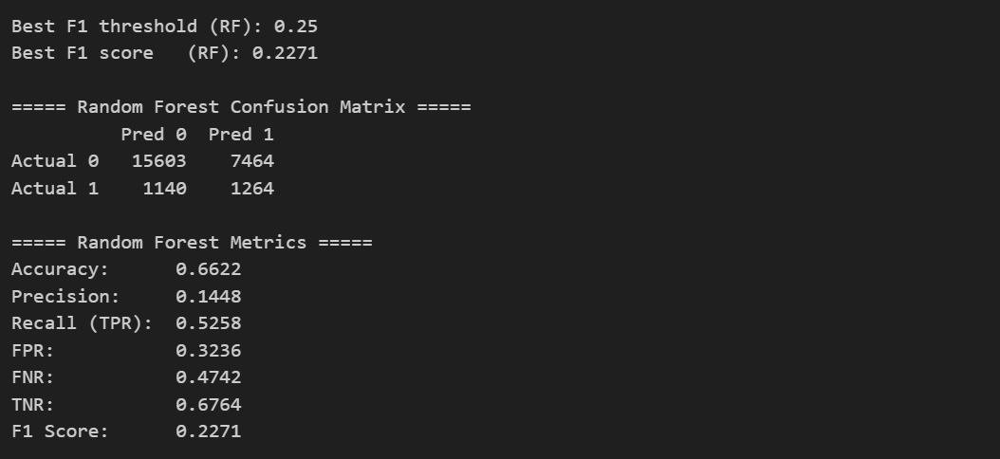 Best F1 threshold (RF): 0.25
Best F1 score   (RF): 0.2271

===== Random Forest Confusion Matrix =====
          Pred 0  Pred 1
Actual 0   15603    7464
Actual 1    1140    1264

===== Random Forest Metrics =====
Accuracy:      0.6622
Precision:     0.1448
Recall (TPR):  0.5258
FPR:           0.3236
FNR:           0.4742
TNR:           0.6764
F1 Score:      0.2271